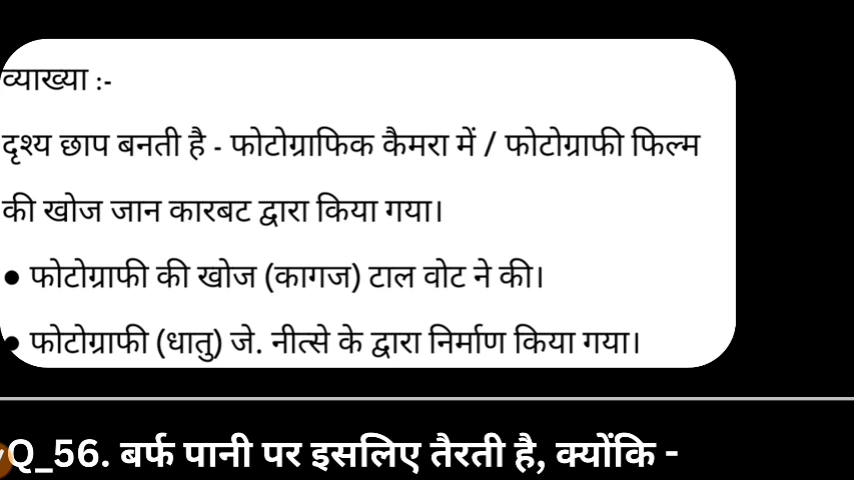 व्याख्या :-
दृश्य छाप बनती है - फोटोग्राफिक कैमरा में / फोटोग्राफी फिल्म
की खोज जान कारबट द्वारा किया गया।
● फोटोग्राफी की खोज (कागज) टाल वोट ने की।
● फोटोग्राफी (धातु) जे. नीत्से के द्वारा निर्माण किया गया।
Q_56. बर्फ पानी पर इसलिए तैरती है, क्योंकि -